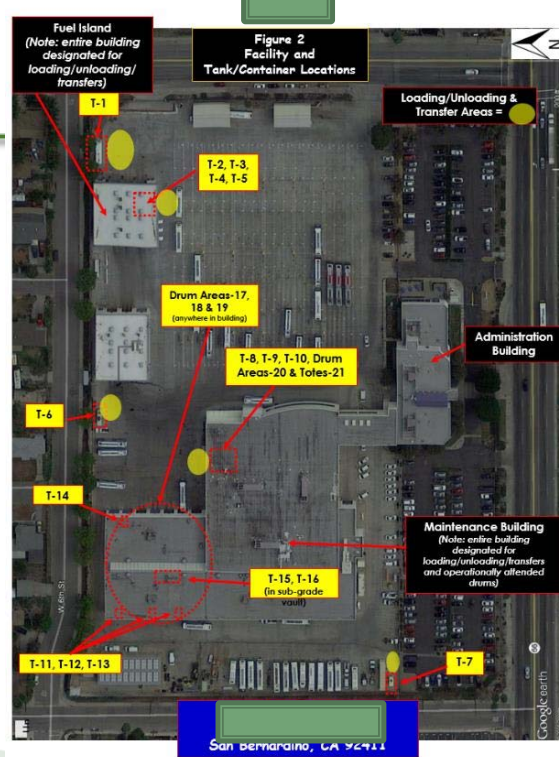 Fuel Island
(Note: entire building
designated for
loading/unloading/
transfers)
Figure 2
Facility and
Tank/Container Locations
N
T-1
Loading/Unloading &
Transfer Areas =
T-2, T-3,
T-4, T-5
Drum Areas-17,
18 & 19
(anywhere in building)
Administration
Building
T-8, T-9, T-10, Drum
Areas-20 & Totes-21
T-6
T-14
Maintenance Building
(Note: entire building
designated for
loading/unloading/transfers
and operationally attended
drums)
T-15, T-16
(in sub-grade
vault)
W 6th St
T-11, T-12, T-13
T-7
Google earth
San Bernardino, CA 92411